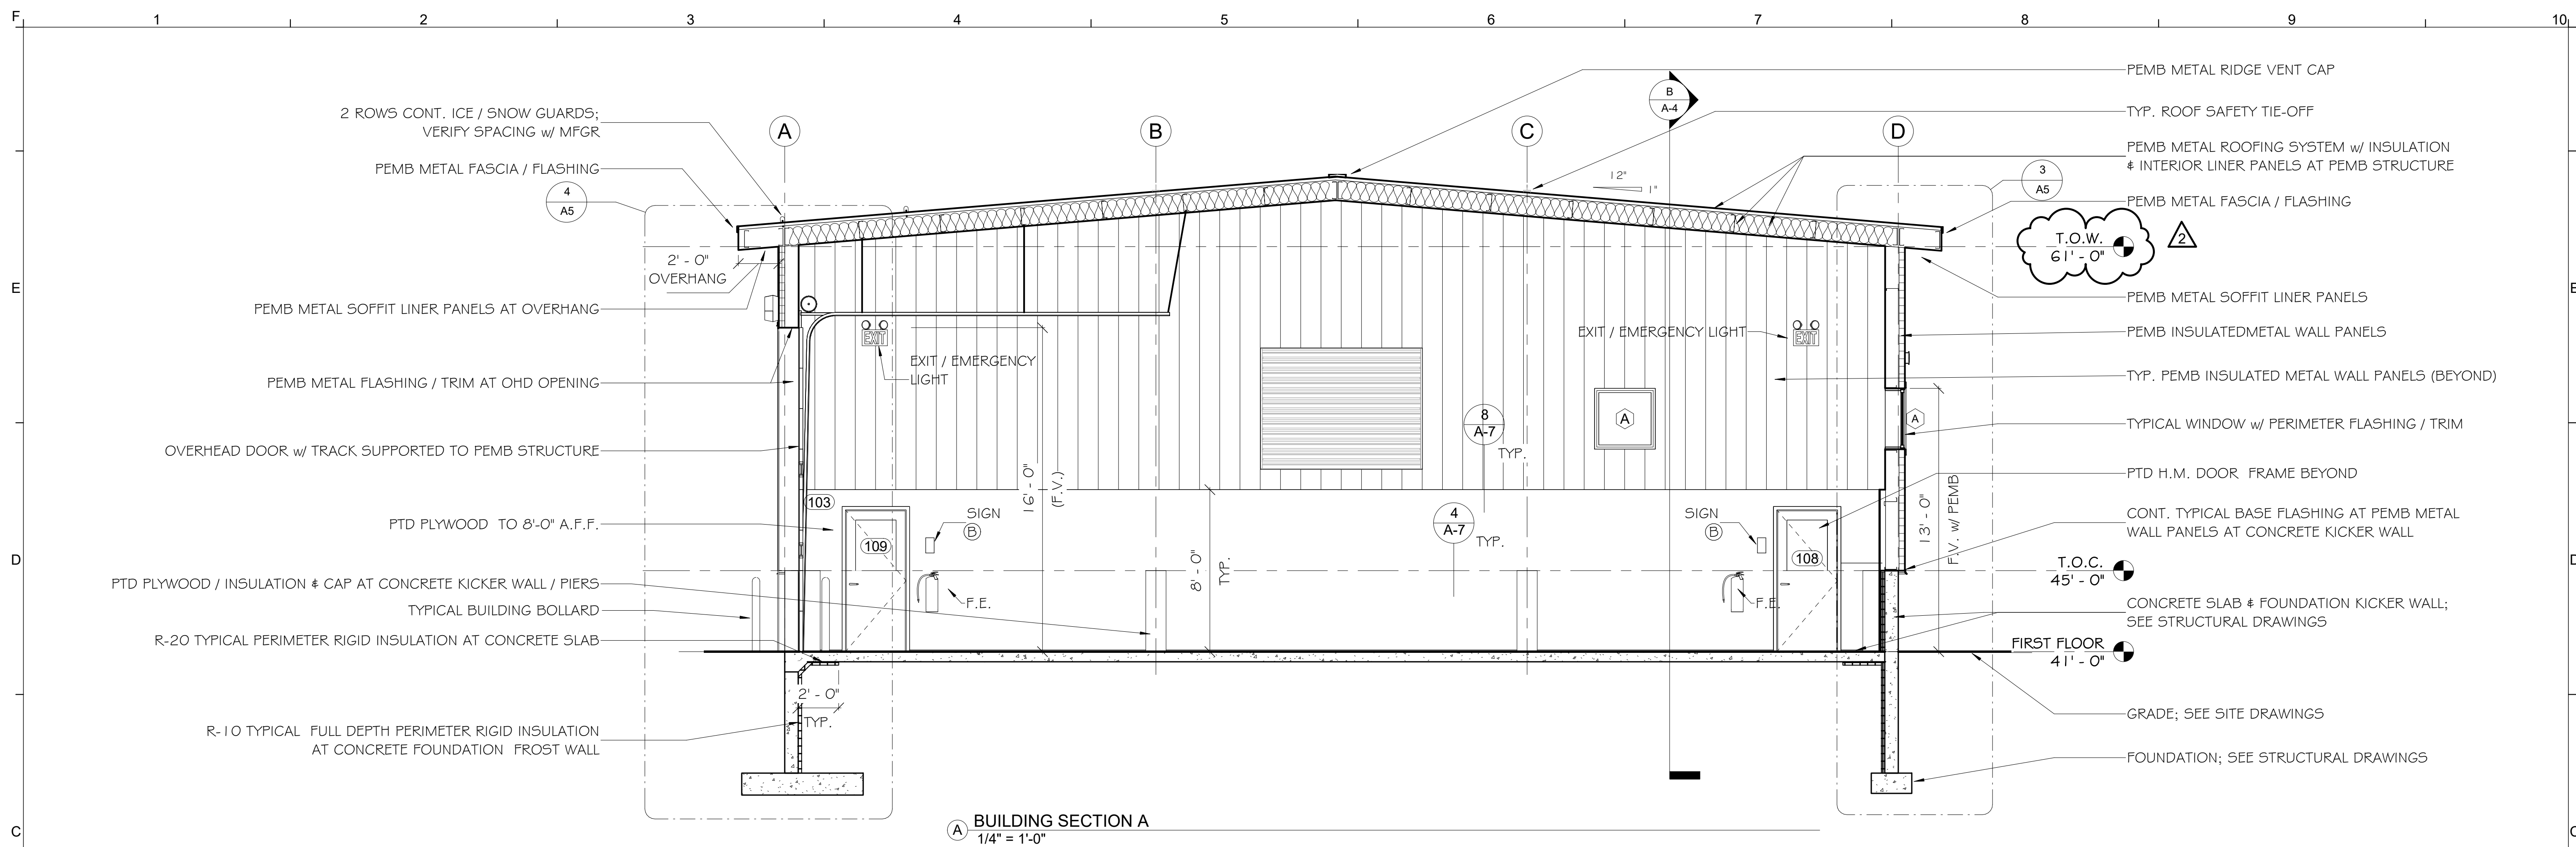 F
1 2 3 4 5 6 7 8 9 10
2 ROWS CONT. ICE / SNOW GUARDS;
VERIFY SPACING w/ MFGR
PEMB METAL FASCIA / FLASHING
4
A5
2' - 0"
OVERHANG
PEMB METAL SOFFIT LINER PANELS AT OVERHANG
PEMB METAL FLASHING / TRIM AT OHD OPENING
OVERHEAD DOOR w/ TRACK SUPPORTED TO PEMB STRUCTURE
PTD PLYWOOD TO 8'-0" A.F.F.
PTD PLYWOOD / INSULATION & CAP AT CONCRETE KICKER WALL / PIERS
TYPICAL BUILDING BOLLARD
R-20 TYPICAL PERIMETER RIGID INSULATION AT CONCRETE SLAB
R-10 TYPICAL FULL DEPTH PERIMETER RIGID INSULATION
AT CONCRETE FOUNDATION FROST WALL
E
D
C
A
B
C
D
B
A-4
12"
1"
EXIT
EXIT / EMERGENCY
LIGHT
EXIT / EMERGENCY LIGHT
EXIT
16' - 0"
(F.V.)
8
A-7
TYP.
A
A
103
109
SIGN
B
F.E.
8' - 0"
TYP.
4
A-7
TYP.
SIGN
B
F.E.
108
13' - 0"
F.V. w/ PEMB
2' - 0"
TYP.
PEMB METAL RIDGE VENT CAP
TYP. ROOF SAFETY TIE-OFF
PEMB METAL ROOFING SYSTEM w/ INSULATION
& INTERIOR LINER PANELS AT PEMB STRUCTURE
3
A5
PEMB METAL FASCIA / FLASHING
T.O.W.
61' - 0"
2
PEMB METAL SOFFIT LINER PANELS
PEMB INSULATEDMETAL WALL PANELS
TYP. PEMB INSULATED METAL WALL PANELS (BEYOND)
TYPICAL WINDOW w/ PERIMETER FLASHING / TRIM
PTD H.M. DOOR FRAME BEYOND
CONT. TYPICAL BASE FLASHING AT PEMB METAL
WALL PANELS AT CONCRETE KICKER WALL
T.O.C.
45' - 0"
CONCRETE SLAB & FOUNDATION KICKER WALL;
SEE STRUCTURAL DRAWINGS
FIRST FLOOR
41' - 0"
GRADE; SEE SITE DRAWINGS
FOUNDATION; SEE STRUCTURAL DRAWINGS
A
BUILDING SECTION A
1/4" = 1'-0"